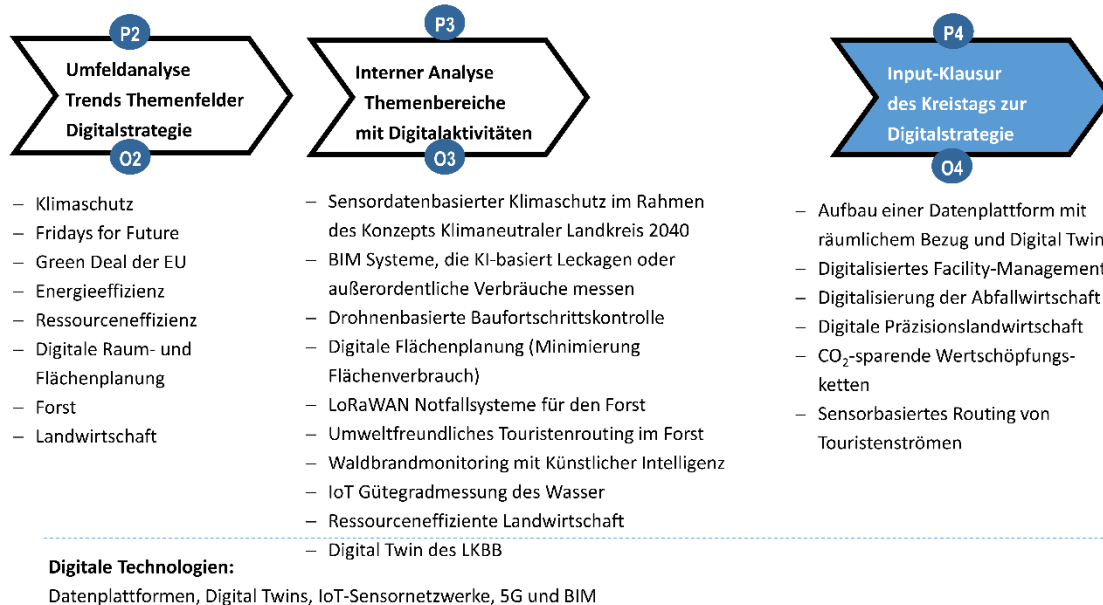 P2
Umfeldanalyse
Trends Themenfelder
Digitalstrategie
O2
– Klimaschutz
– Fridays for Future
– Green Deal der EU
– Energieeffizienz
– Ressourceneffizienz
– Digitale Raum- und
Flächenplanung
– Forst
– Landwirtschaft
P3
Interner Analyse
Themenbereiche
mit Digitalaktivitäten
O3
– Sensordatenbasierter Klimaschutz im Rahmen
des Konzepts Klimaneutraler Landkreis 2040
– BIM Systeme, die KI-basiert Leckagen oder
außerordentliche Verbräuche messen
– Drohnenbasierte Baufortschrittskontrolle
– Digitale Flächenplanung (Minimierung
Flächenverbrauch)
– LoRaWAN Notfallsysteme für den Forst
– Umweltfreundliches Touristenrouting im Forst
– Waldbrandmonitoring mit Künstlicher Intelligenz
– IoT Gütegradmessung des Wasser
– Ressourceneffiziente Landwirtschaft
– Digital Twin des LKBB
P4
Input-Klausur
des Kreistags zur
Digitalstrategie
O4
– Aufbau einer Datenplattform mit
räumlichem Bezug und Digital Twin
– Digitalisiertes Facility-Management
– Digitalisierung der Abfallwirtschaft
– Digitale Präzisionslandwirtschaft
– CO₂-sparende Wertschöpfungs-
ketten
– Sensorbasiertes Routing von
Touristenströmen
Digitale Technologien:
Datenplattformen, Digital Twins, IoT-Sensornetzwerke, 5G und BIM